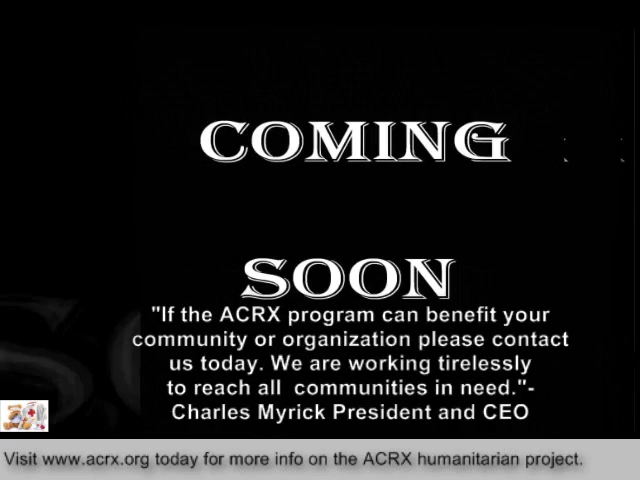 COMING
SOON
"If the ACRX program can benefit your
community or organization please contact
us today. We are working tirelessly
to reach all  communities in need."-
Charles Myrick President and CEO
Visit www.acrx.org today for more info on the ACRX humanitarian project.